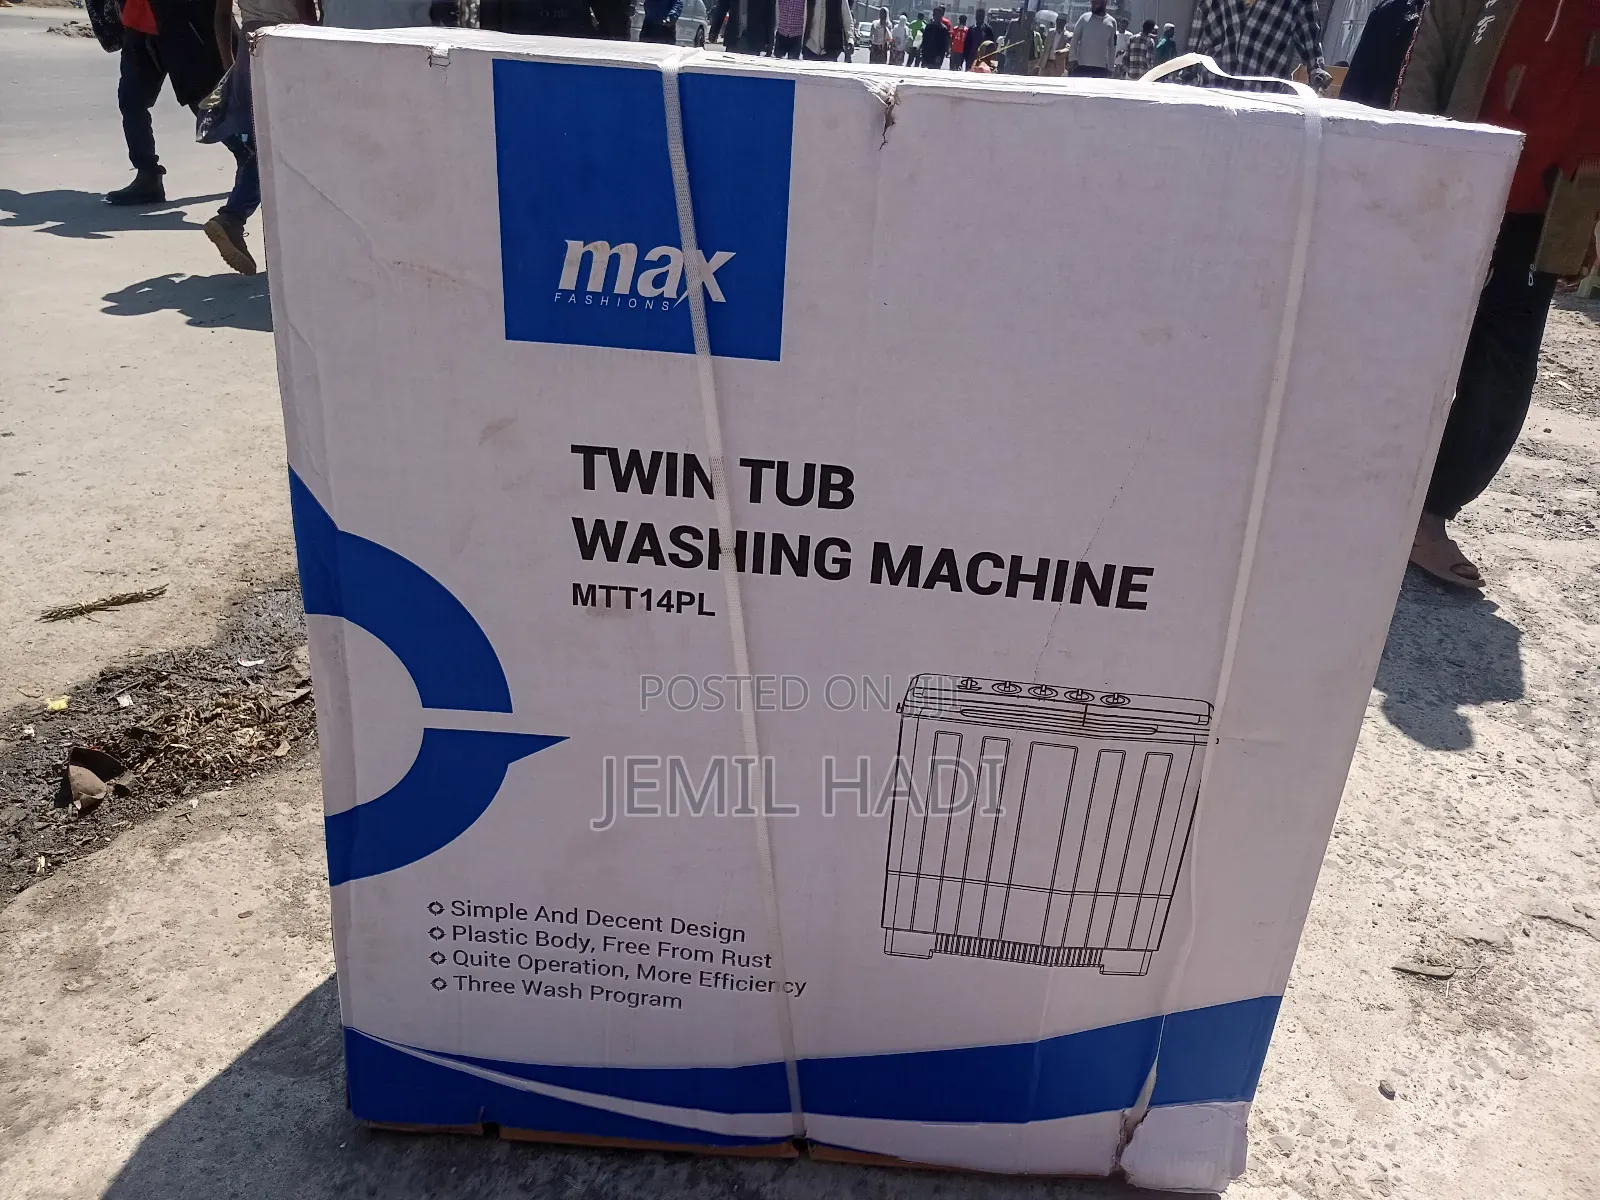 max
FASHIONS
TWIN TUB
WASHING MACHINE
MTT14PL
POSTED ON JIJI
JEMIL HADI
Simple And Decent Design
Plastic Body, Free From Rust
Quite Operation, More Efficiency
Three Wash Program